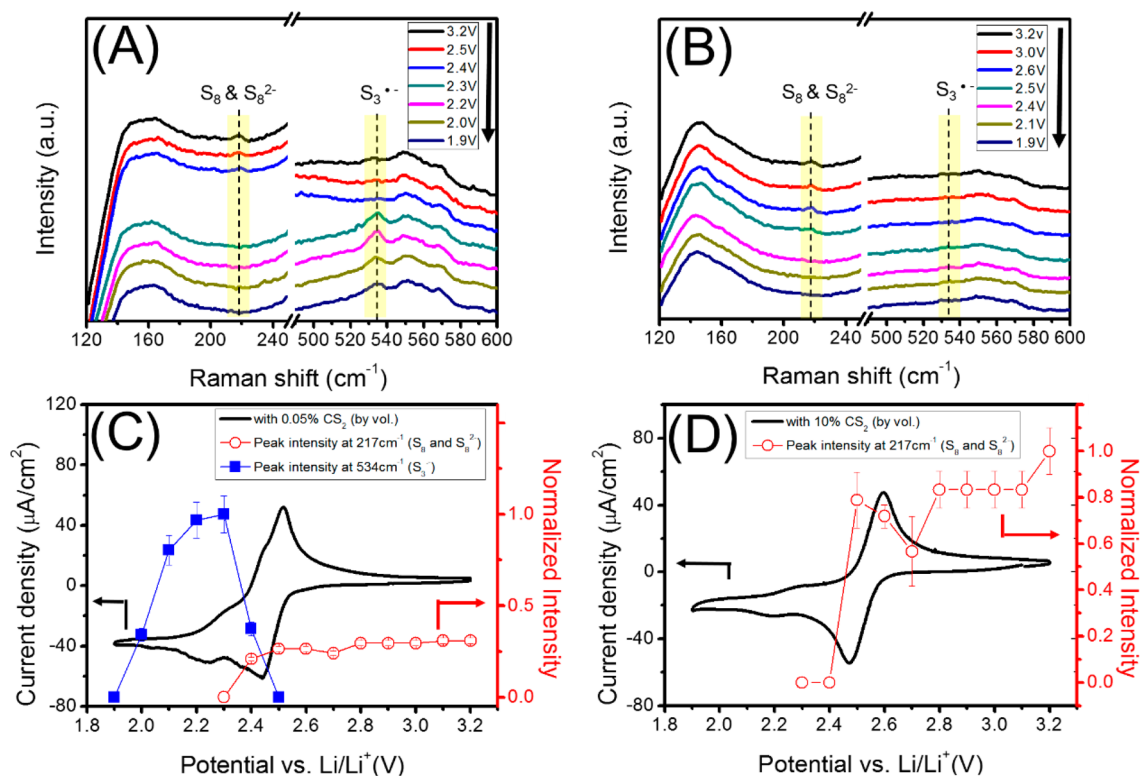 (A)
3.2V
2.5V
2.4V
2.3V
2.2V
2.0V
1.9V
S8 & S8 2-
S3 •-
Intensity (a.u.)
120 160 200 240 500 520 540 560 580 600
Raman shift (cm-1)
(B)
3.2v
3.0V
2.6V
2.5V
2.4V
2.1V
1.9V
S8 & S8 2-
S3 •-
Intensity (a.u.)
120 160 200 240 500 520 540 560 580 600
Raman shift (cm-1)
(C)
with 0.05% CS2 (by vol.)
Peak intensity at 217cm-1 (S8 and S8 2-)
Peak intensity at 534cm-1 (S3 ·-)
120
80
40
0
-40
-80
Current density (μA/cm2)
1.0
0.5
0.0
Normalized Intensity
1.8 2.0 2.2 2.4 2.6 2.8 3.0 3.2
Potential vs. Li/Li+(V)
(D)
with 10% CS2 (by vol.)
Peak intensity at 217cm-1 (S8 and S8 2-)
80
40
0
-40
-80
Current density (μA/cm2)
1.0
0.8
0.6
0.4
0.2
0.0
Normalized Intensity
1.8 2.0 2.2 2.4 2.6 2.8 3.0 3.2
Potential vs. Li/Li+(V)